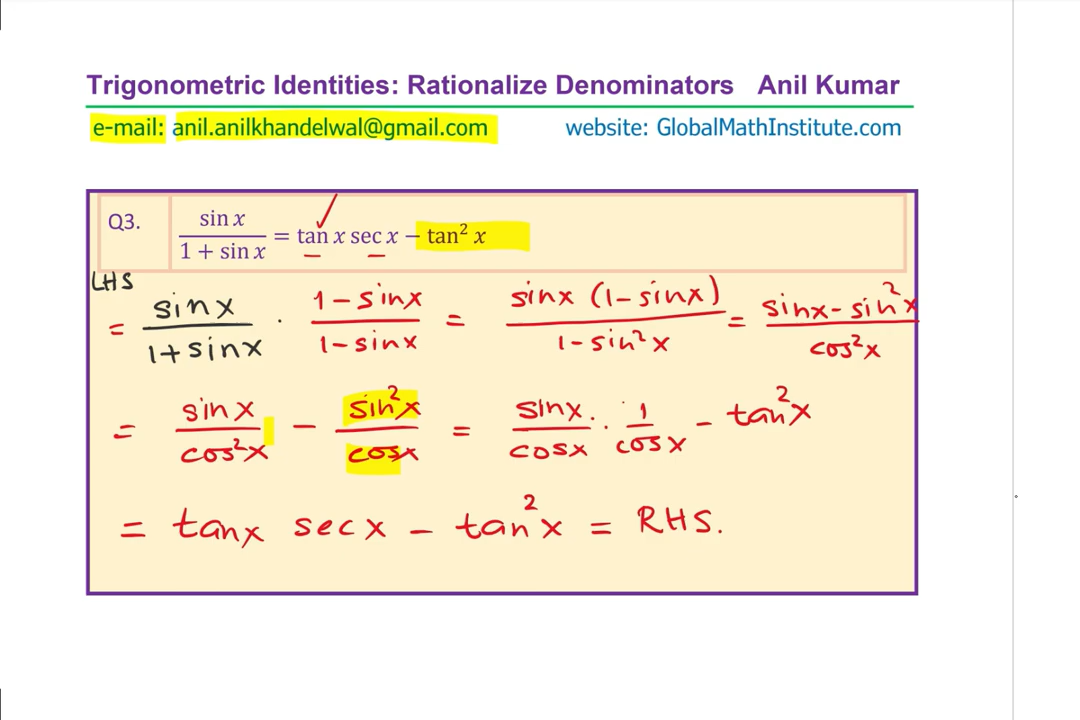 Trigonometric Identities: Rationalize Denominators Anil Kumar
e-mail: anil.anilkhandelwal@gmail.com website: GlobalMathInstitute.com
Q3. sin x / (1 + sin x) = tan x sec x − tan² x
LHS
= sinx / (1+sinx) · (1−sinx) / (1−sinx) = sinx (1−sinx) / (1−sin²x) = (sinx−sin²x) / cos²x
= sinx / cos²x − sin²x / cosx = sinx / cosx · 1 / cosx − tan²x
= tanx secx − tan²x = RHS.